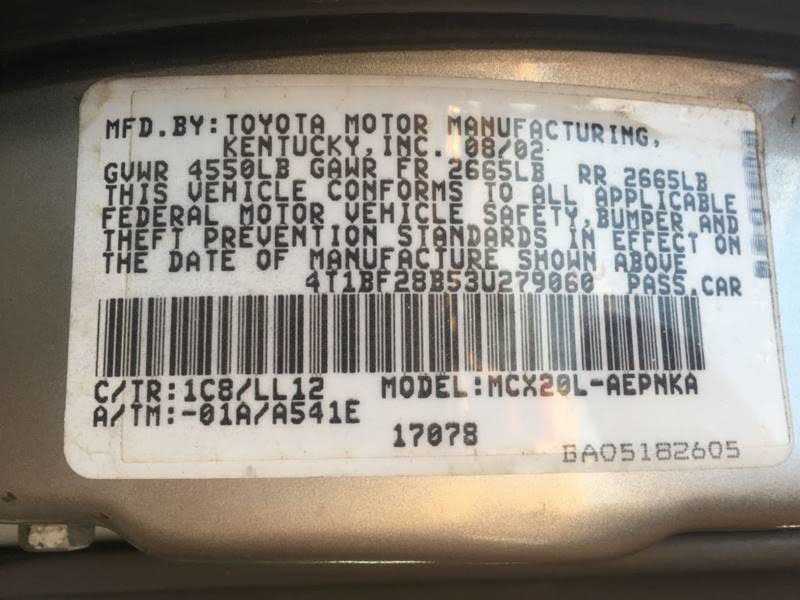 MFD.BY:TOYOTA MOTOR MANUFACTURING,
KENTUCKY,INC. 08/02
GVWR 4550LB GAWR FR 2665LB RR 2665LB
THIS VEHICLE CONFORMS TO ALL APPLICABLE
FEDERAL MOTOR VEHICLE SAFETY,BUMPER AND
THEFT PREVENTION STANDARDS IN EFFECT ON
THE DATE OF MANUFACTURE SHOWN ABOVE
4T1BF28B53U279060 PASS.CAR
C/TR:1C8/LL12 MODEL:MCX20L-AEPNKA
A/TM:-01A/A541E
17078
BA05182605